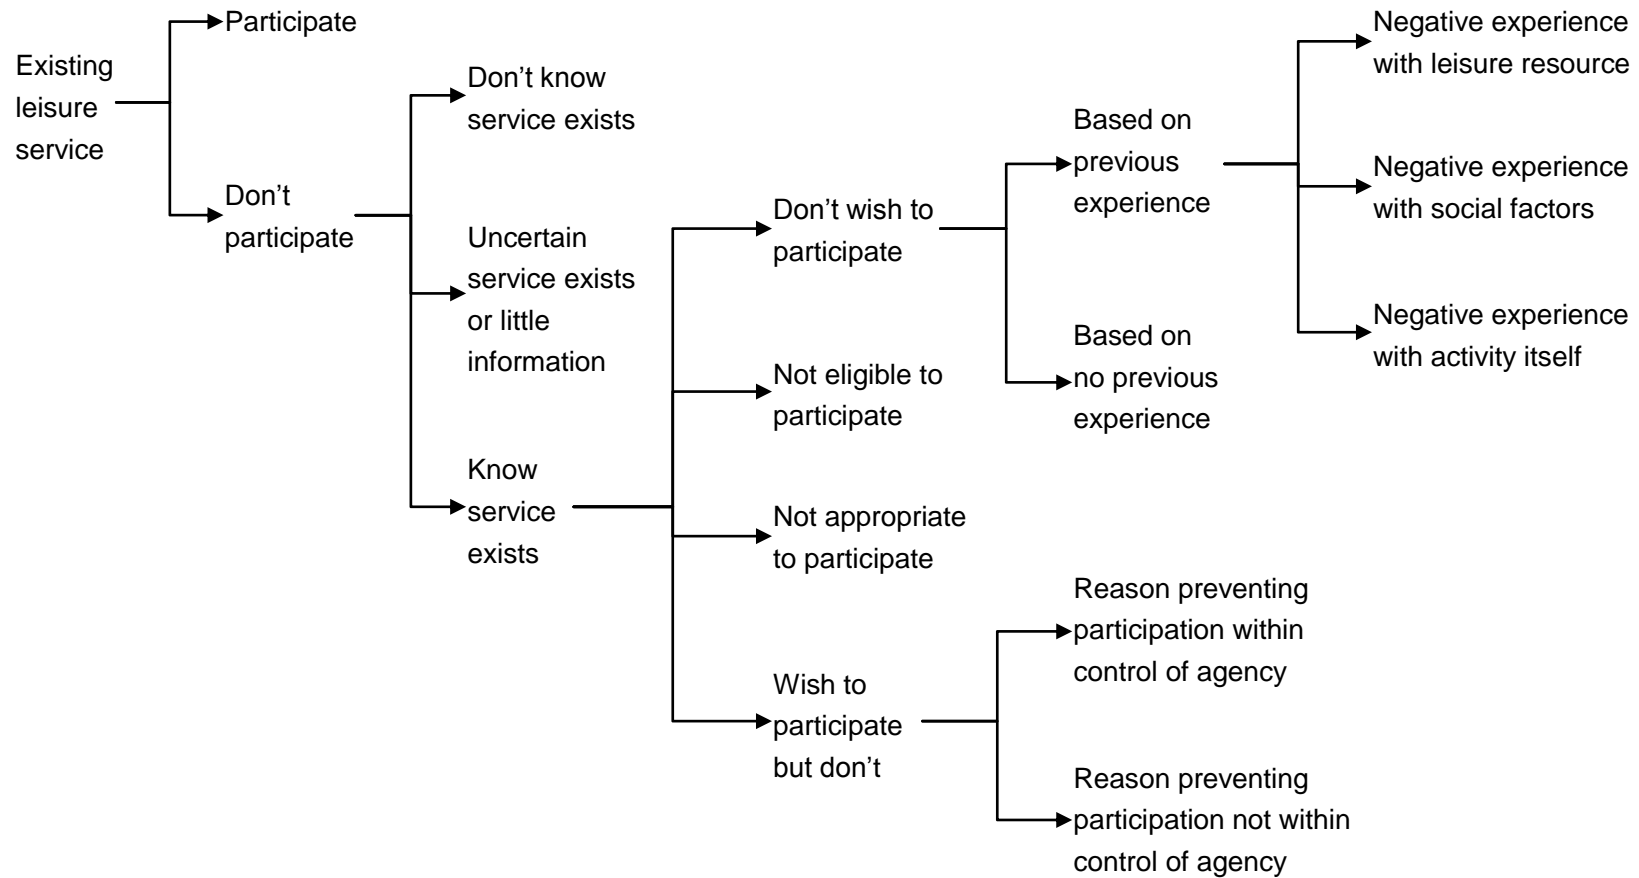 Existing
leisure
service
Participate
Don’t
participate
Don’t know
service exists
Uncertain
service exists
or little
information
Know
service
exists
Don’t wish to
participate
Not eligible to
participate
Not appropriate
to participate
Wish to
participate
but don’t
Based on
previous
experience
Based on
no previous
experience
Reason preventing
participation within
control of agency
Reason preventing
participation not within
control of agency
Negative experience
with leisure resource
Negative experience
with social factors
Negative experience
with activity itself